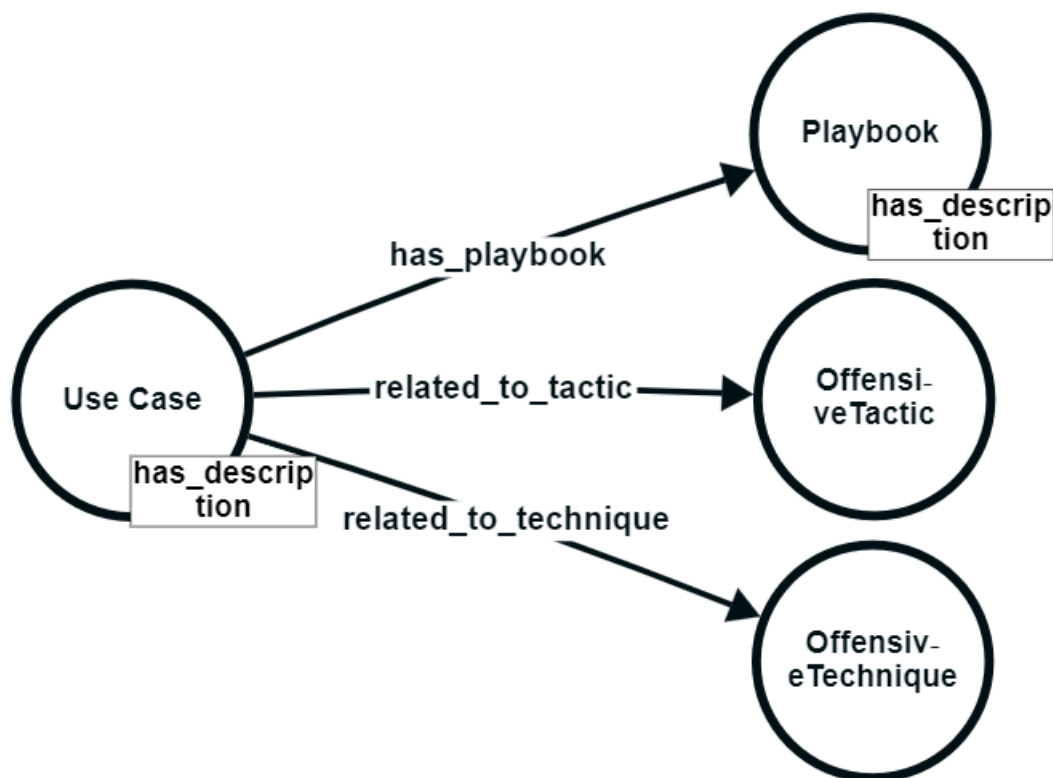 Playbook
has_descrip
tion
has_playbook
Use Case
has_descrip
tion
related_to_tactic
Offensi-
veTactic
related_to_technique
Offensiv-
eTechnique